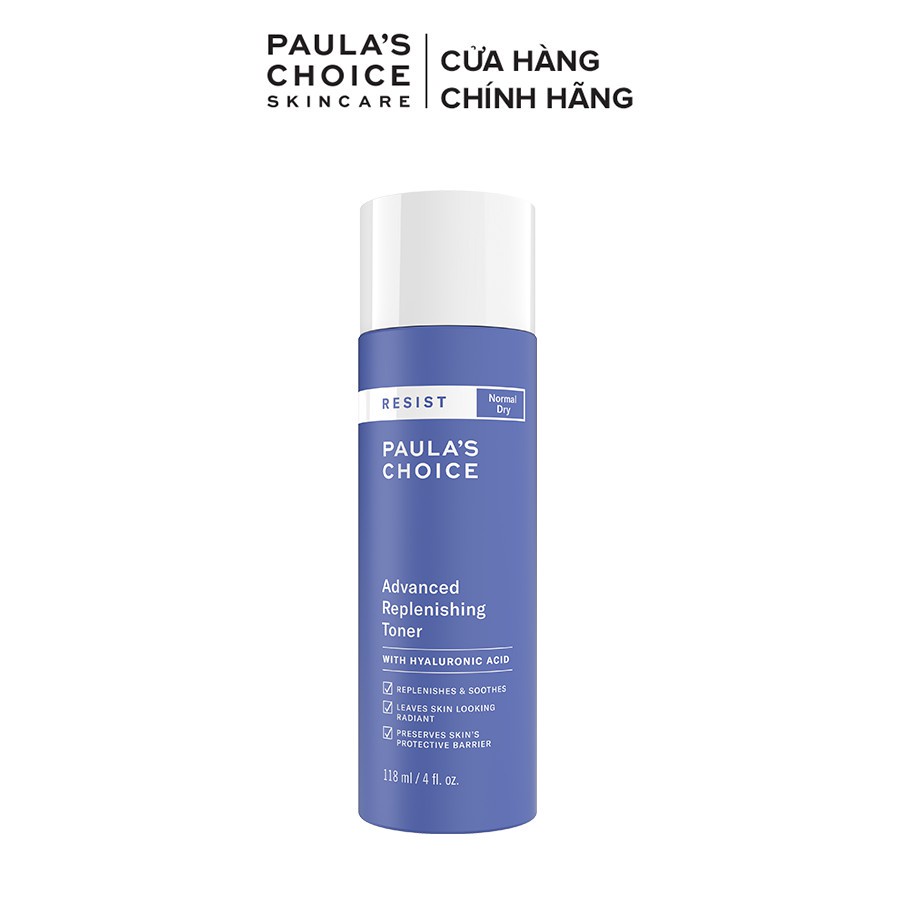 PAULA'S
CHOICE
SKINCARE
CỬA HÀNG
CHÍNH HÃNG
RESIST
Normal
Dry
PAULA'S
CHOICE
Advanced
Replenishing
Toner
WITH HYALURONIC ACID
☑ REPLENISHES & SOOTHES
☑ LEAVES SKIN LOOKING
RADIANT
☑ PRESERVES SKIN'S
PROTECTIVE BARRIER
118 ml / 4 fl. oz.